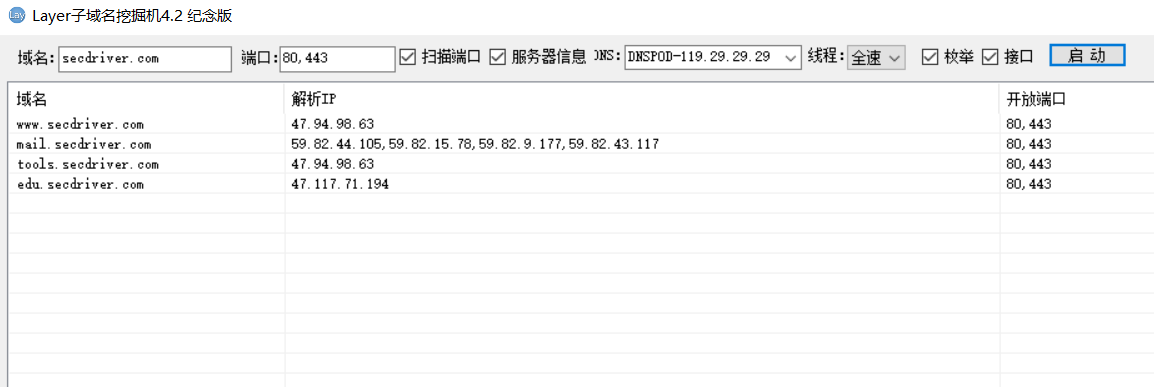 Lay Layer子域名挖掘机4.2 纪念版
域名: secdriver.com 端口: 80,443 扫描端口 服务器信息 DNS: DNSPOD-119.29.29.29 线程: 全速 枚举 接口 启 动
域名 解析IP 开放端口
www.secdriver.com 47.94.98.63 80,443
mail.secdriver.com 59.82.44.105,59.82.15.78,59.82.9.177,59.82.43.117 80,443
tools.secdriver.com 47.94.98.63 80,443
edu.secdriver.com 47.117.71.194 80,443